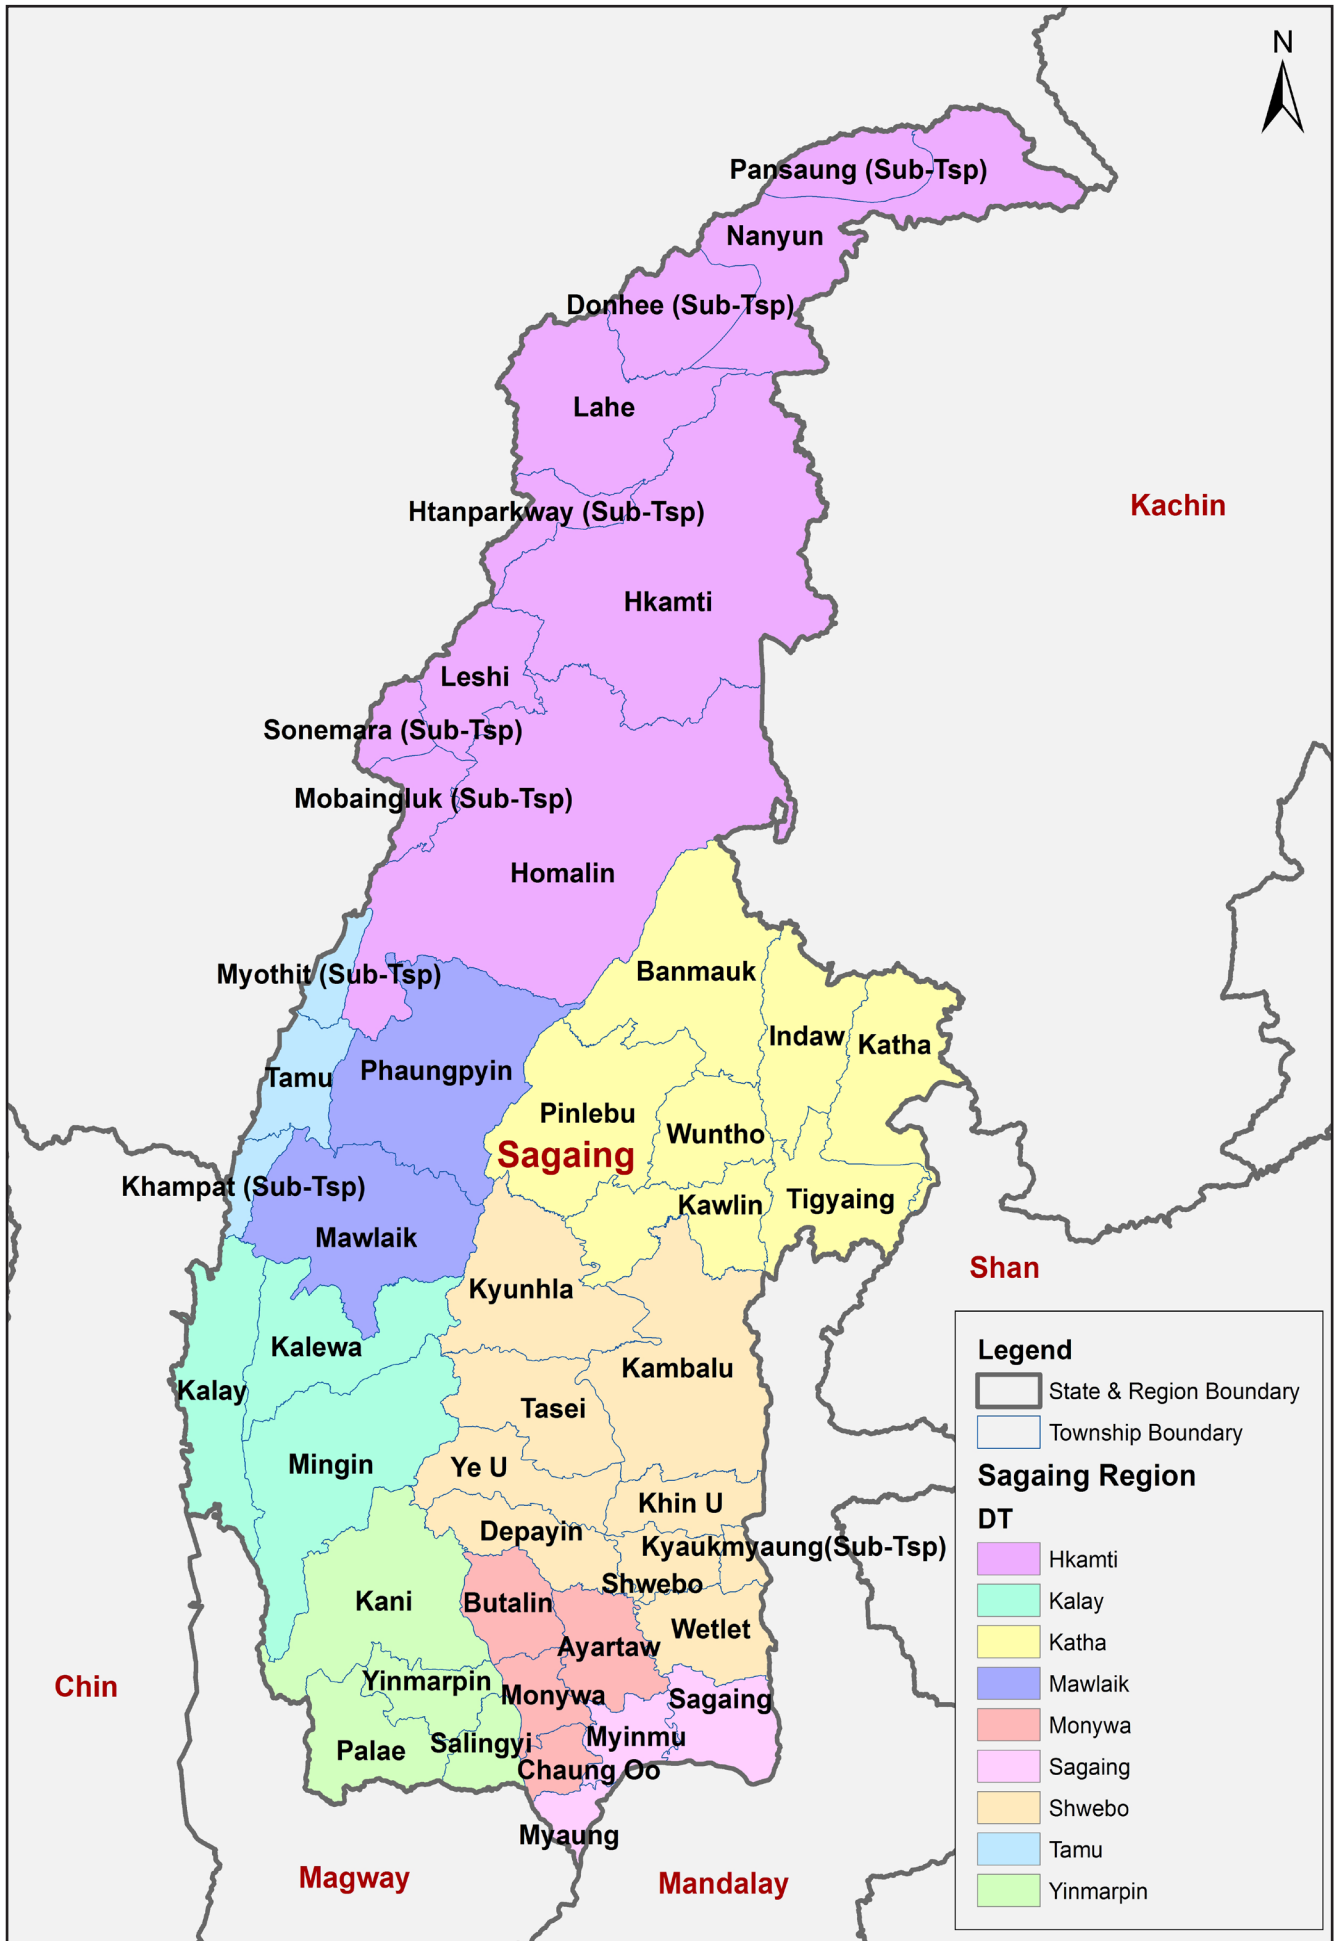 N
Pansaung (Sub-Tsp)
Nanyun
Donhee (Sub-Tsp)
Lahe
Kachin
Htanparkway (Sub-Tsp)
Hkamti
Leshi
Sonemara (Sub-Tsp)
Mobaingluk (Sub-Tsp)
Homalin
Banmauk
Myothit (Sub-Tsp)
Indaw
Katha
Phaungpyin
Tamu
Pinlebu
Wuntho
Sagaing
Khampat (Sub-Tsp)
Kawlin
Tigyaing
Mawlaik
Shan
Kyunhla
Kalewa
Kambalu
Kalay
Tasei
Mingin
Ye U
Khin U
Depayin
Kyaukmyaung(Sub-Tsp)
Shwebo
Kani
Butalin
Wetlet
Ayartaw
Yinmarpin
Chin
Monywa
Sagaing
Myinmu
Salingyi
Palae
Chaung Oo
Myaung
Magway
Mandalay
Legend
State & Region Boundary
Township Boundary
Sagaing Region
DT
Hkamti
Kalay
Katha
Mawlaik
Monywa
Sagaing
Shwebo
Tamu
Yinmarpin